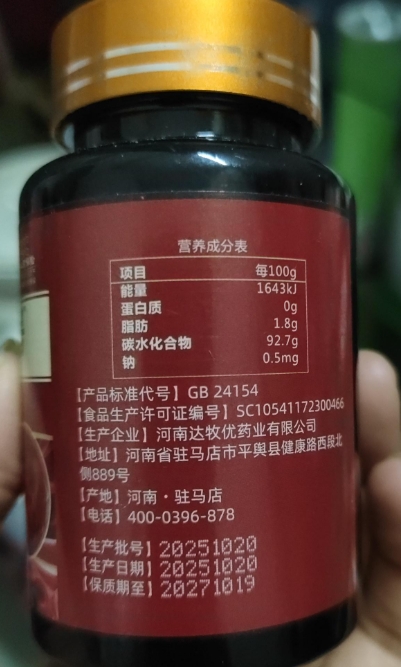 营养成分表
项目 每100g
能量 1643kJ
蛋白质 0g
脂肪 1.8g
碳水化合物 92.7g
钠 0.5mg
【产品标准代号】GB 24154
【食品生产许可证编号】SC10541172300466
【生产企业】河南达牧优药业有限公司
【地址】河南省驻马店市平舆县健康路西段北
侧889号
【产地】河南·驻马店
【电话】400-0396-878
【生产批号】20251020
【生产日期】20251020
【保质期至】20271019